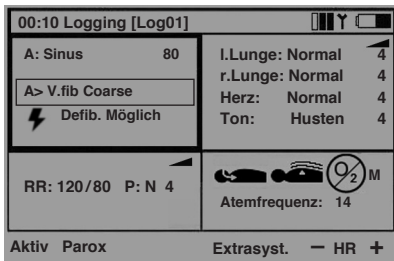 00:10 Logging [Log01]
A: Sinus 80
A> V.fib Coarse
Defib. Möglich
l.Lunge: Normal 4
r.Lunge: Normal 4
Herz: Normal 4
Ton: Husten 4
RR: 120/80 P: N 4
O/2 M
Atemfrequenz: 14
Aktiv Parox Extrasyst. − HR +